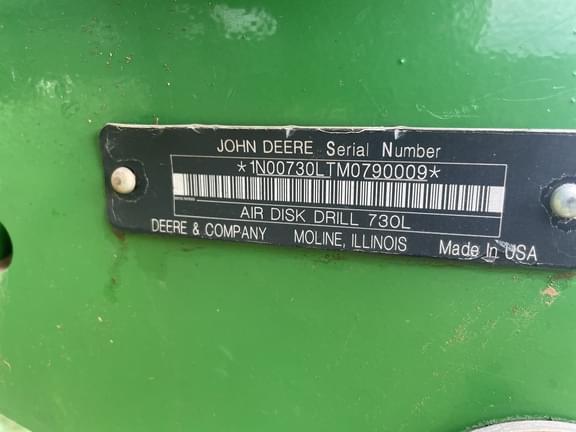 JOHN DEERE Serial Number
*1N00730LTM0790009*
AIR DISK DRILL 730L
DEERE & COMPANY MOLINE, ILLINOIS Made In USA